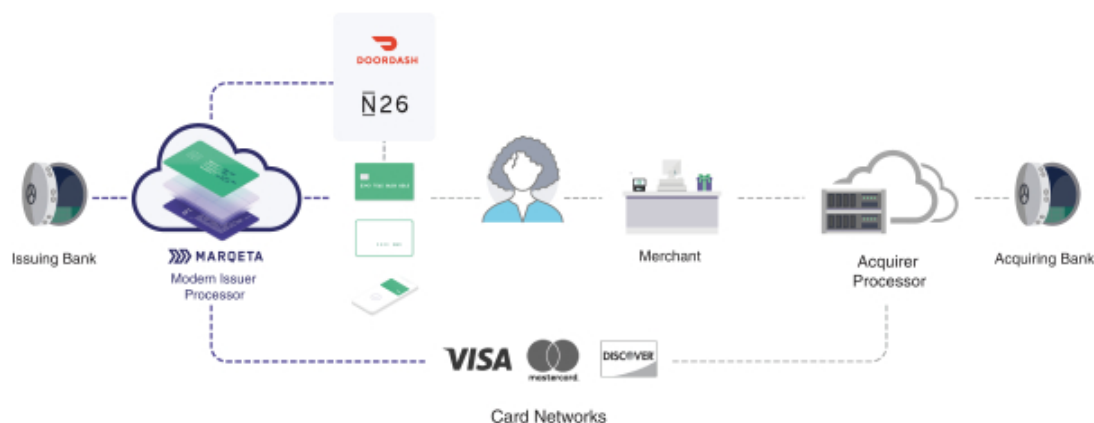 DOORDASH
N26
Issuing Bank
MARQETA
Modern Issuer
Processor
Merchant
Acquirer
Processor
Acquiring Bank
VISA
mastercard.
DISCOVER
Card Networks